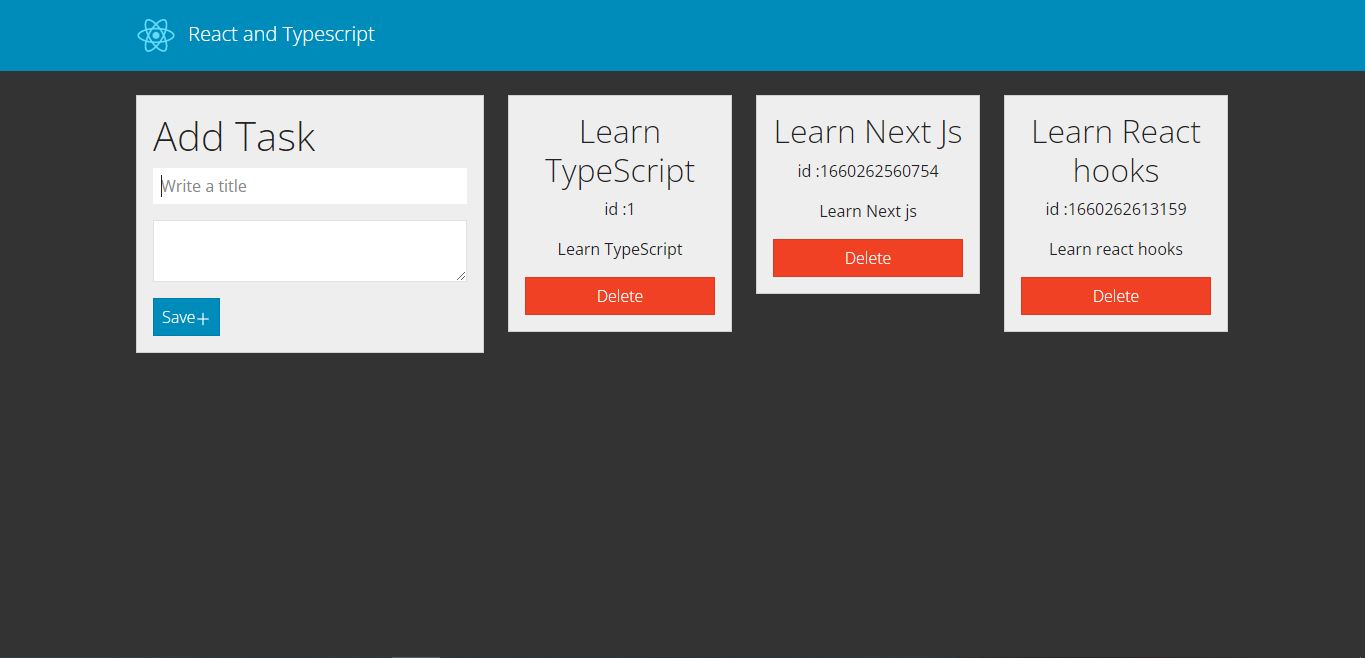 React and Typescript
Add Task
Write a title
Save+
Learn
TypeScript
id :1
Learn TypeScript
Delete
Learn Next Js
id :1660262560754
Learn Next js
Delete
Learn React
hooks
id :1660262613159
Learn react hooks
Delete